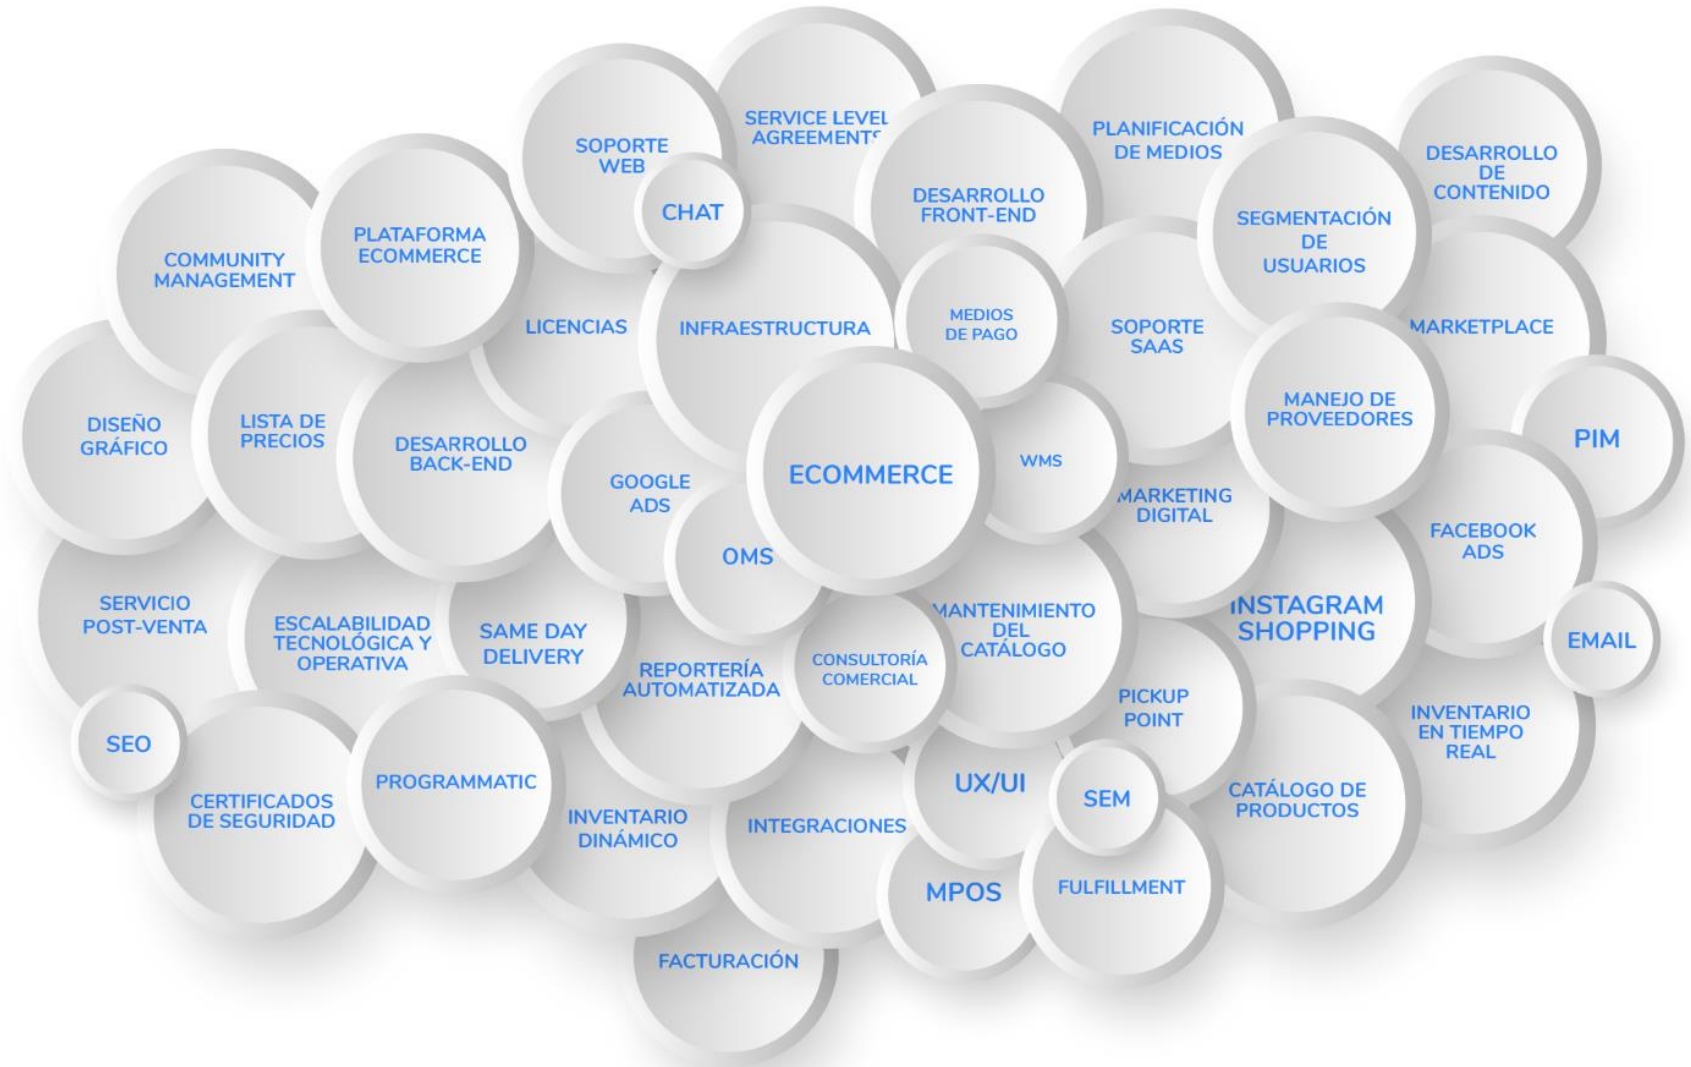 SERVICE LEVEL
AGREEMENTS
PLANIFICACIÓN
DE MEDIOS
SOPORTE
WEB
DESARROLLO
DE
CONTENIDO
CHAT
DESARROLLO
FRONT-END
SEGMENTACIÓN
DE
USUARIOS
PLATAFORMA
ECOMMERCE
COMMUNITY
MANAGEMENT
LICENCIAS
INFRAESTRUCTURA
MEDIOS
DE PAGO
SOPORTE
SAAS
MARKETPLACE
MANEJO DE
PROVEEDORES
DISEÑO
GRÁFICO
LISTA DE
PRECIOS
DESARROLLO
BACK-END
PIM
GOOGLE
ADS
ECOMMERCE
WMS
MARKETING
DIGITAL
FACEBOOK
ADS
OMS
SERVICIO
POST-VENTA
ESCALABILIDAD
TECNOLÓGICA Y
OPERATIVA
SAME DAY
DELIVERY
MANTENIMIENTO
DEL
CATÁLOGO
INSTAGRAM
SHOPPING
EMAIL
REPORTERÍA
AUTOMATIZADA
CONSULTORÍA
COMERCIAL
PICKUP
POINT
INVENTARIO
EN TIEMPO
REAL
SEO
PROGRAMMATIC
UX/UI
SEM
CATÁLOGO DE
PRODUCTOS
CERTIFICADOS
DE SEGURIDAD
INVENTARIO
DINÁMICO
INTEGRACIONES
MPOS
FULFILLMENT
FACTURACIÓN